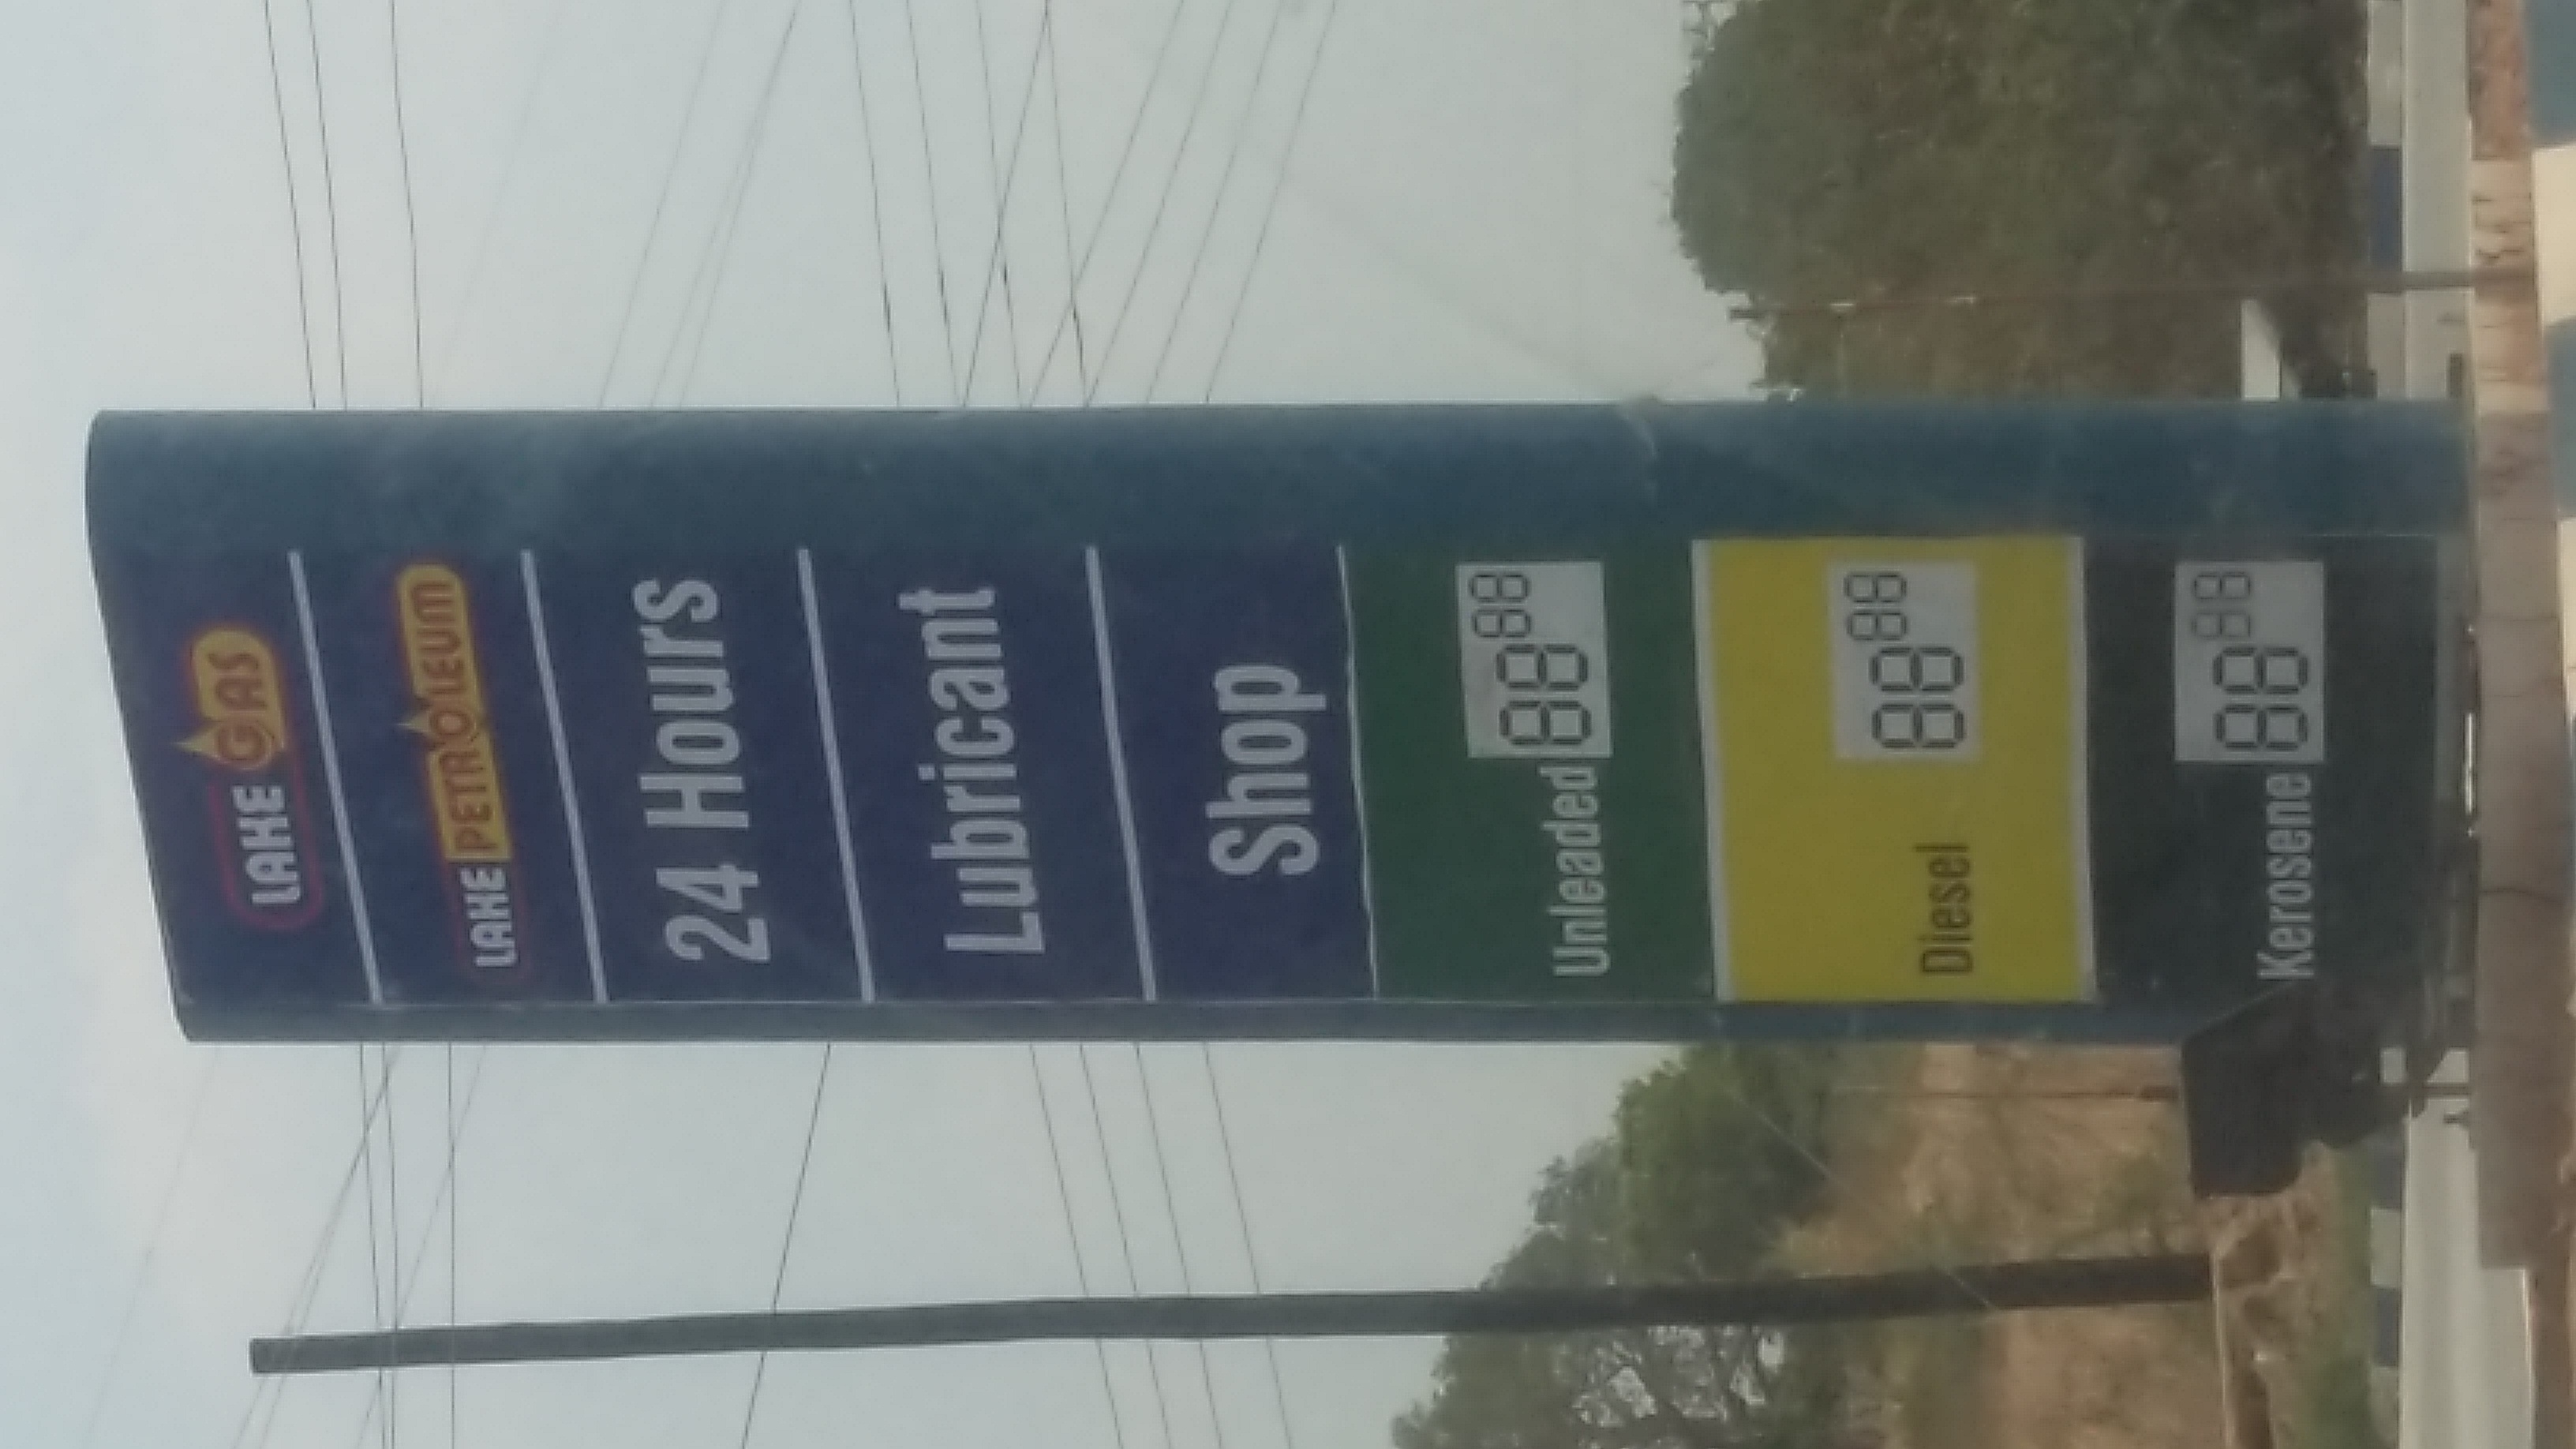 LAKE GAS
LAKE PETROLEUM
24 Hours
Lubricant
Shop
Unleaded 88 88
Diesel 88 88
Kerosene 88 88